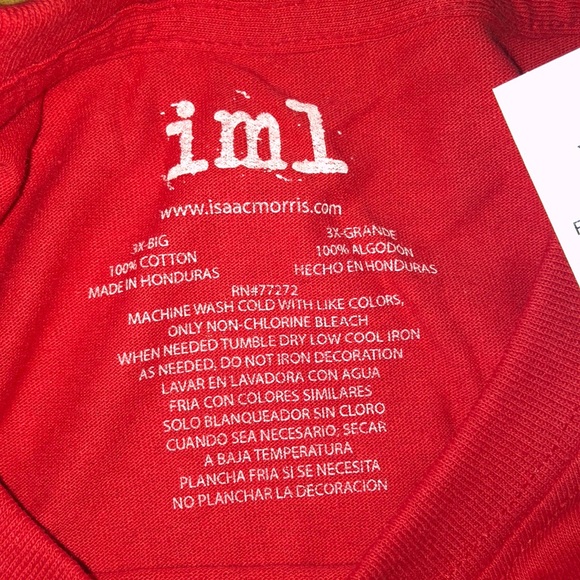 iml
www.isaacmorris.com
3X-BIG
100% COTTON
MADE IN HONDURAS
3X-GRANDE
100% ALGODON
HECHO EN HONDURAS
RN#77272
MACHINE WASH COLD WITH LIKE COLORS,
ONLY NON-CHLORINE BLEACH
WHEN NEEDED TUMBLE DRY LOW COOL IRON
AS NEEDED, DO NOT IRON DECORATION
LAVAR EN LAVADORA CON AGUA
FRIA CON COLORES SIMILARES
SOLO BLANQUEADOR SIN CLORO
CUANDO SEA NECESARIO; SECAR
A BAJA TEMPERATURA
PLANCHA FRIA SI SE NECESITA
NO PLANCHAR LA DECORACION